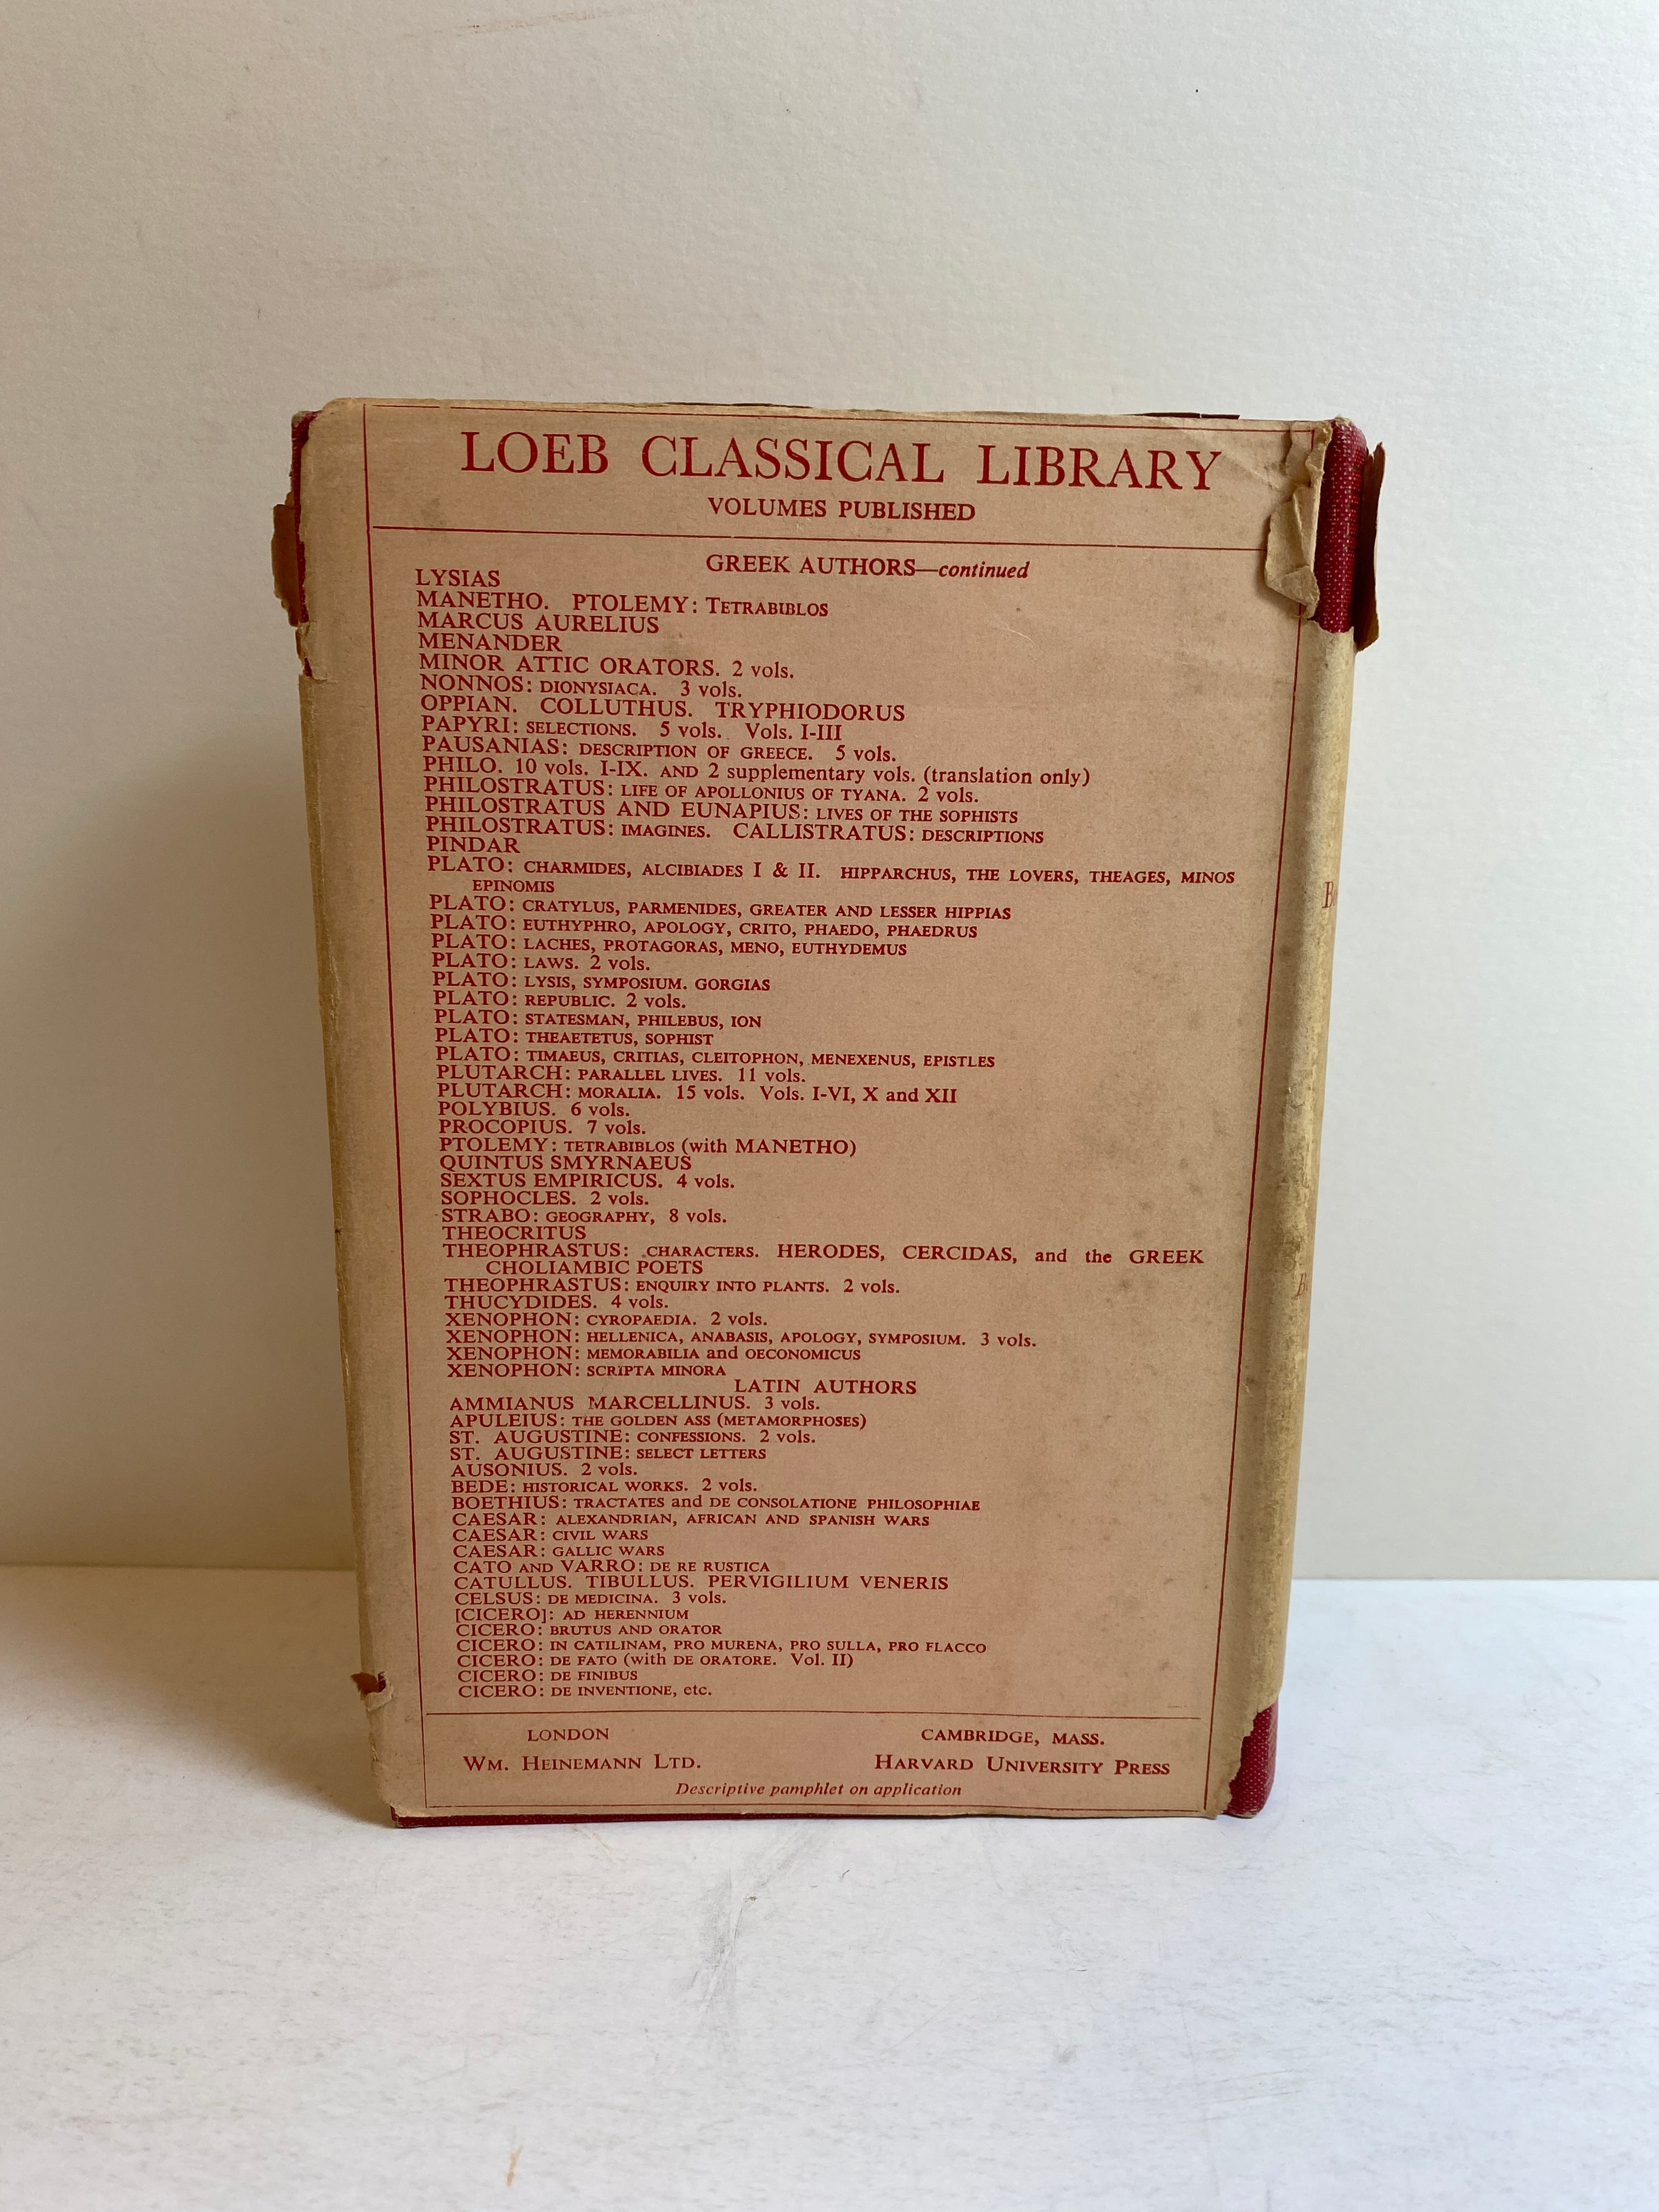 LOEB CLASSICAL LIBRARY
VOLUMES PUBLISHED
GREEK AUTHORS—continued
LYSIAS
MANETHO. PTOLEMY: TETRABIBLOS
MARCUS AURELIUS
MENANDER
MINOR ATTIC ORATORS. 2 vols.
NONNOS: DIONYSIACA. 3 vols.
OPPIAN. COLLUTHUS. TRYPHIODORUS
PAPYRI: SELECTIONS. 5 vols. Vols. I-III
PAUSANIAS: DESCRIPTION OF GREECE. 5 vols.
PHILO. 10 vols. I-IX. AND 2 supplementary vols. (translation only)
PHILOSTRATUS: LIFE OF APOLLONIUS OF TYANA. 2 vols.
PHILOSTRATUS AND EUNAPIUS: LIVES OF THE SOPHISTS
PHILOSTRATUS: IMAGINES. CALLISTRATUS: DESCRIPTIONS
PINDAR
PLATO: CHARMIDES, ALCIBIADES I & II. HIPPARCHUS, THE LOVERS, THEAGES, MINOS
EPINOMIS
PLATO: CRATYLUS, PARMENIDES, GREATER AND LESSER HIPPIAS
PLATO: EUTHYPHRO, APOLOGY, CRITO, PHAEDO, PHAEDRUS
PLATO: LACHES, PROTAGORAS, MENO, EUTHYDEMUS
PLATO: LAWS. 2 vols.
PLATO: LYSIS, SYMPOSIUM. GORGIAS
PLATO: REPUBLIC. 2 vols.
PLATO: STATESMAN, PHILEBUS, ION
PLATO: THEAETETUS, SOPHIST
PLATO: TIMAEUS, CRITIAS, CLEITOPHON, MENEXENUS, EPISTLES
PLUTARCH: PARALLEL LIVES. 11 vols.
PLUTARCH: MORALIA. 15 vols. Vols. I-VI, X and XII
POLYBIUS. 6 vols.
PROCOPIUS. 7 vols.
PTOLEMY: TETRABIBLOS (with MANETHO)
QUINTUS SMYRNAEUS
SEXTUS EMPIRICUS. 4 vols.
SOPHOCLES. 2 vols.
STRABO: GEOGRAPHY, 8 vols.
THEOCRITUS
THEOPHRASTUS: CHARACTERS. HERODES, CERCIDAS, and the GREEK
CHOLIAMBIC POETS
THEOPHRASTUS: ENQUIRY INTO PLANTS. 2 vols.
THUCYDIDES. 4 vols.
XENOPHON: CYROPAEDIA. 2 vols.
XENOPHON: HELLENICA, ANABASIS, APOLOGY, SYMPOSIUM. 3 vols.
XENOPHON: MEMORABILIA and OECONOMICUS
XENOPHON: SCRIPTA MINORA
LATIN AUTHORS
AMMIANUS MARCELLINUS. 3 vols.
APULEIUS: THE GOLDEN ASS (METAMORPHOSES)
ST. AUGUSTINE: CONFESSIONS. 2 vols.
ST. AUGUSTINE: SELECT LETTERS
AUSONIUS. 2 vols.
BEDE: HISTORICAL WORKS. 2 vols.
BOETHIUS: TRACTATES and DE CONSOLATIONE PHILOSOPHIAE
CAESAR: ALEXANDRIAN, AFRICAN AND SPANISH WARS
CAESAR: CIVIL WARS
CAESAR: GALLIC WARS
CATO AND VARRO: DE RE RUSTICA
CATULLUS. TIBULLUS. PERVIGILIUM VENERIS
CELSUS: DE MEDICINA. 3 vols.
[CICERO]: AD HERENNIUM
CICERO: BRUTUS AND ORATOR
CICERO: IN CATILINAM, PRO MURENA, PRO SULLA, PRO FLACCO
CICERO: DE FATO (with DE ORATORE. Vol. II)
CICERO: DE FINIBUS
CICERO: DE INVENTIONE, etc.
LONDON
WM. HEINEMANN LTD.
CAMBRIDGE, MASS.
HARVARD UNIVERSITY PRESS
Descriptive pamphlet on application